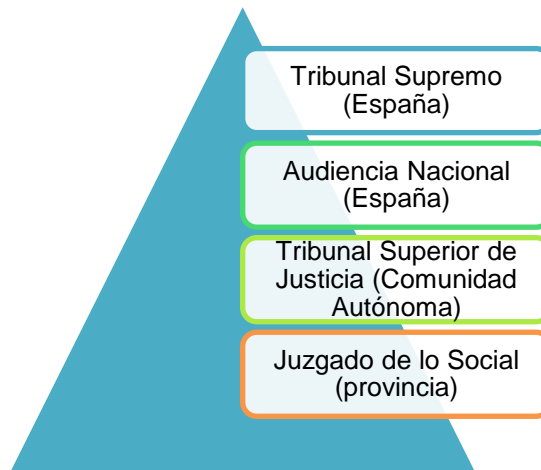 Tribunal Supremo
(España)
Audiencia Nacional
(España)
Tribunal Superior de
Justicia (Comunidad
Autónoma)
Juzgado de lo Social
(provincia)